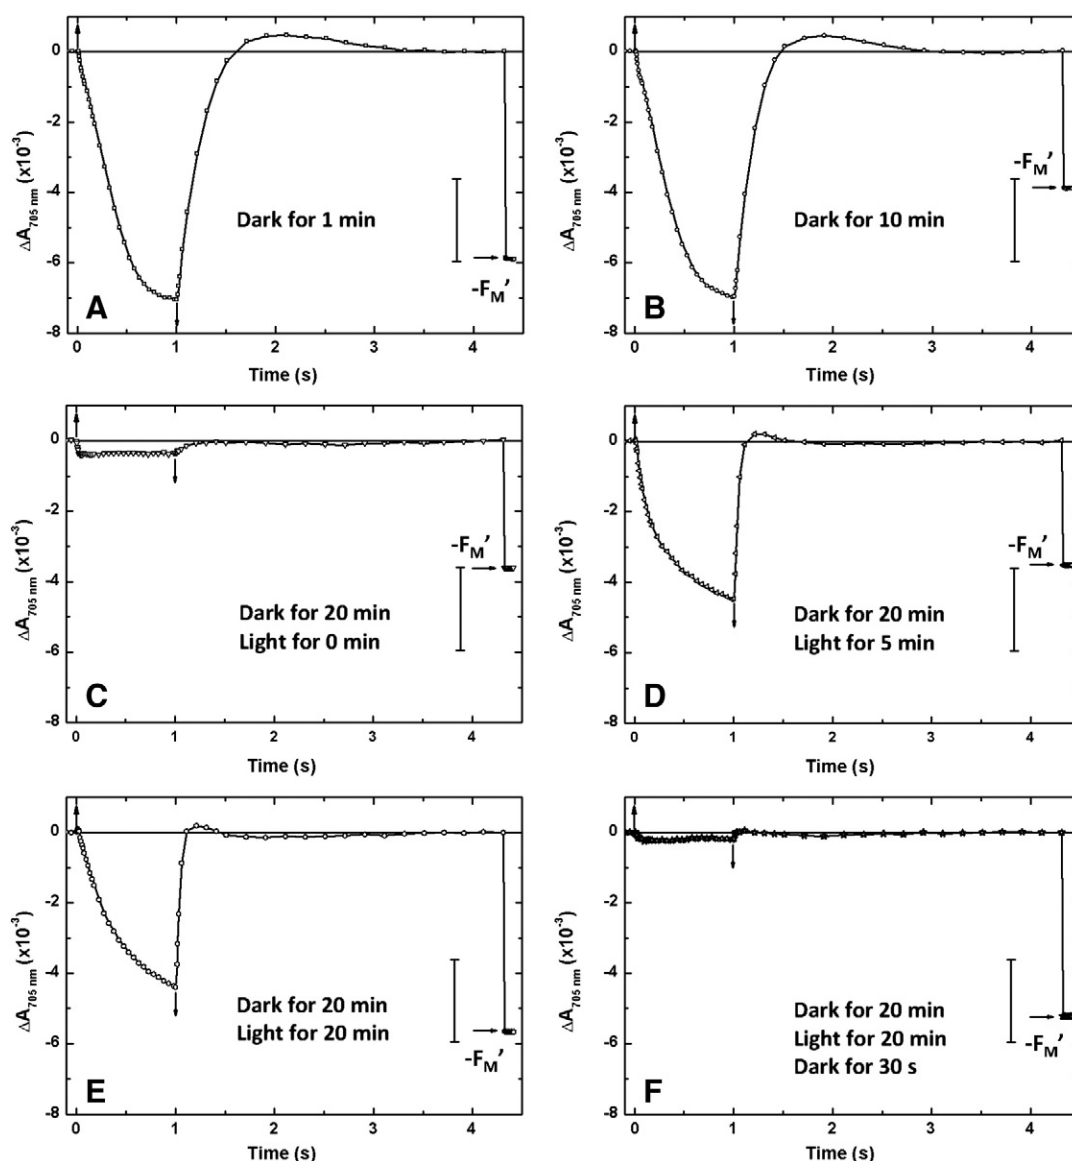 0
-2
-4
-6
-8
ΔA705 nm (x10-3)
Dark for 1 min
-FM’
A
0 1 2 3 4
Time (s)
0
-2
-4
-6
-8
ΔA705 nm (x10-3)
-FM’
Dark for 10 min
B
0 1 2 3 4
Time (s)
0
-2
-4
-6
-8
ΔA705 nm (x10-3)
-FM’
Dark for 20 min
Light for 0 min
C
0 1 2 3 4
Time (s)
0
-2
-4
-6
-8
ΔA705 nm (x10-3)
-FM’
Dark for 20 min
Light for 5 min
D
0 1 2 3 4
Time (s)
0
-2
-4
-6
-8
ΔA705 nm (x10-3)
Dark for 20 min
Light for 20 min
-FM’
E
0 1 2 3 4
Time (s)
0
-2
-4
-6
-8
ΔA705 nm (x10-3)
Dark for 20 min
Light for 20 min
-FM’
Dark for 30 s
F
0 1 2 3 4
Time (s)